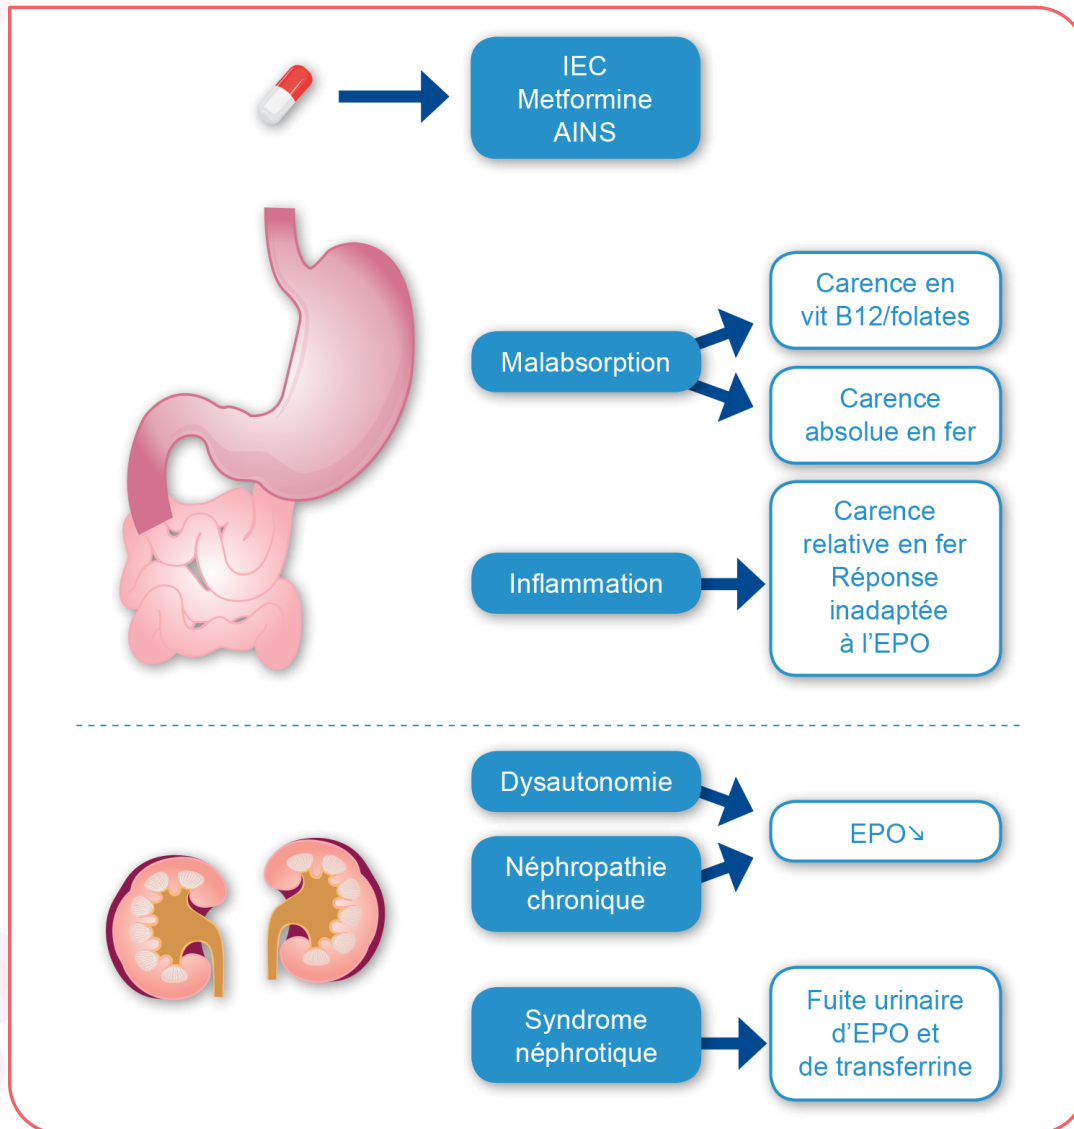 IEC
Metformine
AINS
Malabsorption
Carence en
vit B12/folates
Carence
absolue en fer
Inflammation
Carence
relative en fer
Réponse
inadaptée
à l’EPO
Dysautonomie
Néphropathie
chronique
EPO↘
Syndrome
néphrotique
Fuite urinaire
d’EPO et
de transferrine